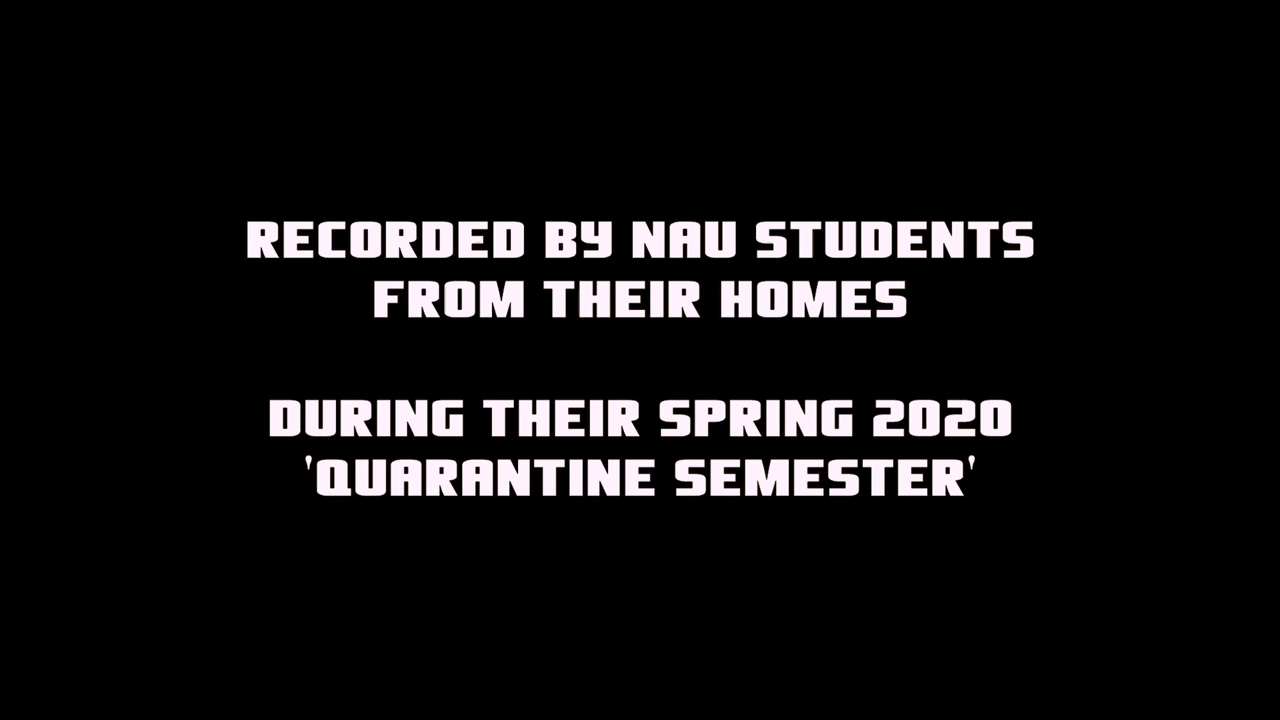 RECORDED BY NAU STUDENTS
FROM THEIR HOMES
DURING THEIR SPRING 2020
'QUARANTINE SEMESTER'